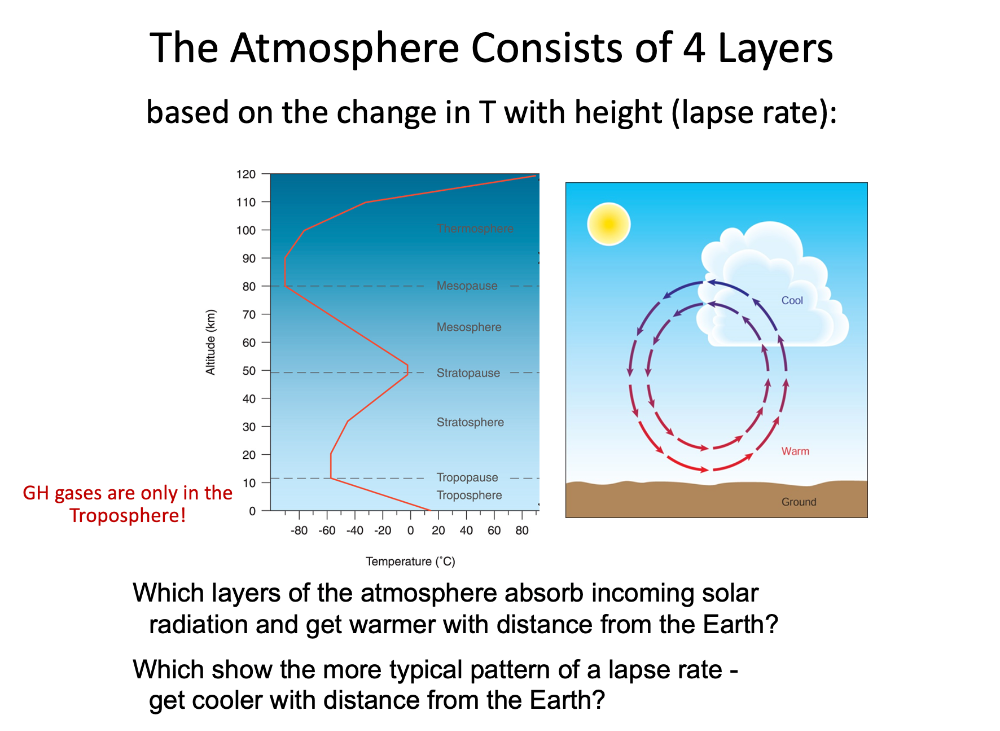 The Atmosphere Consists of 4 Layers
based on the change in T with height (lapse rate):
120
110
100
90
80
70
60
50
40
30
20
10
0
Altitude (km)
Thermosphere
Mesopause
Mesosphere
Stratopause
Stratosphere
Tropopause
Troposphere
-80 -60 -40 -20 0 20 40 60 80
Temperature (˚C)
Cool
Warm
Ground
GH gases are only in the
Troposphere!
Which layers of the atmosphere absorb incoming solar
radiation and get warmer with distance from the Earth?
Which show the more typical pattern of a lapse rate -
get cooler with distance from the Earth?